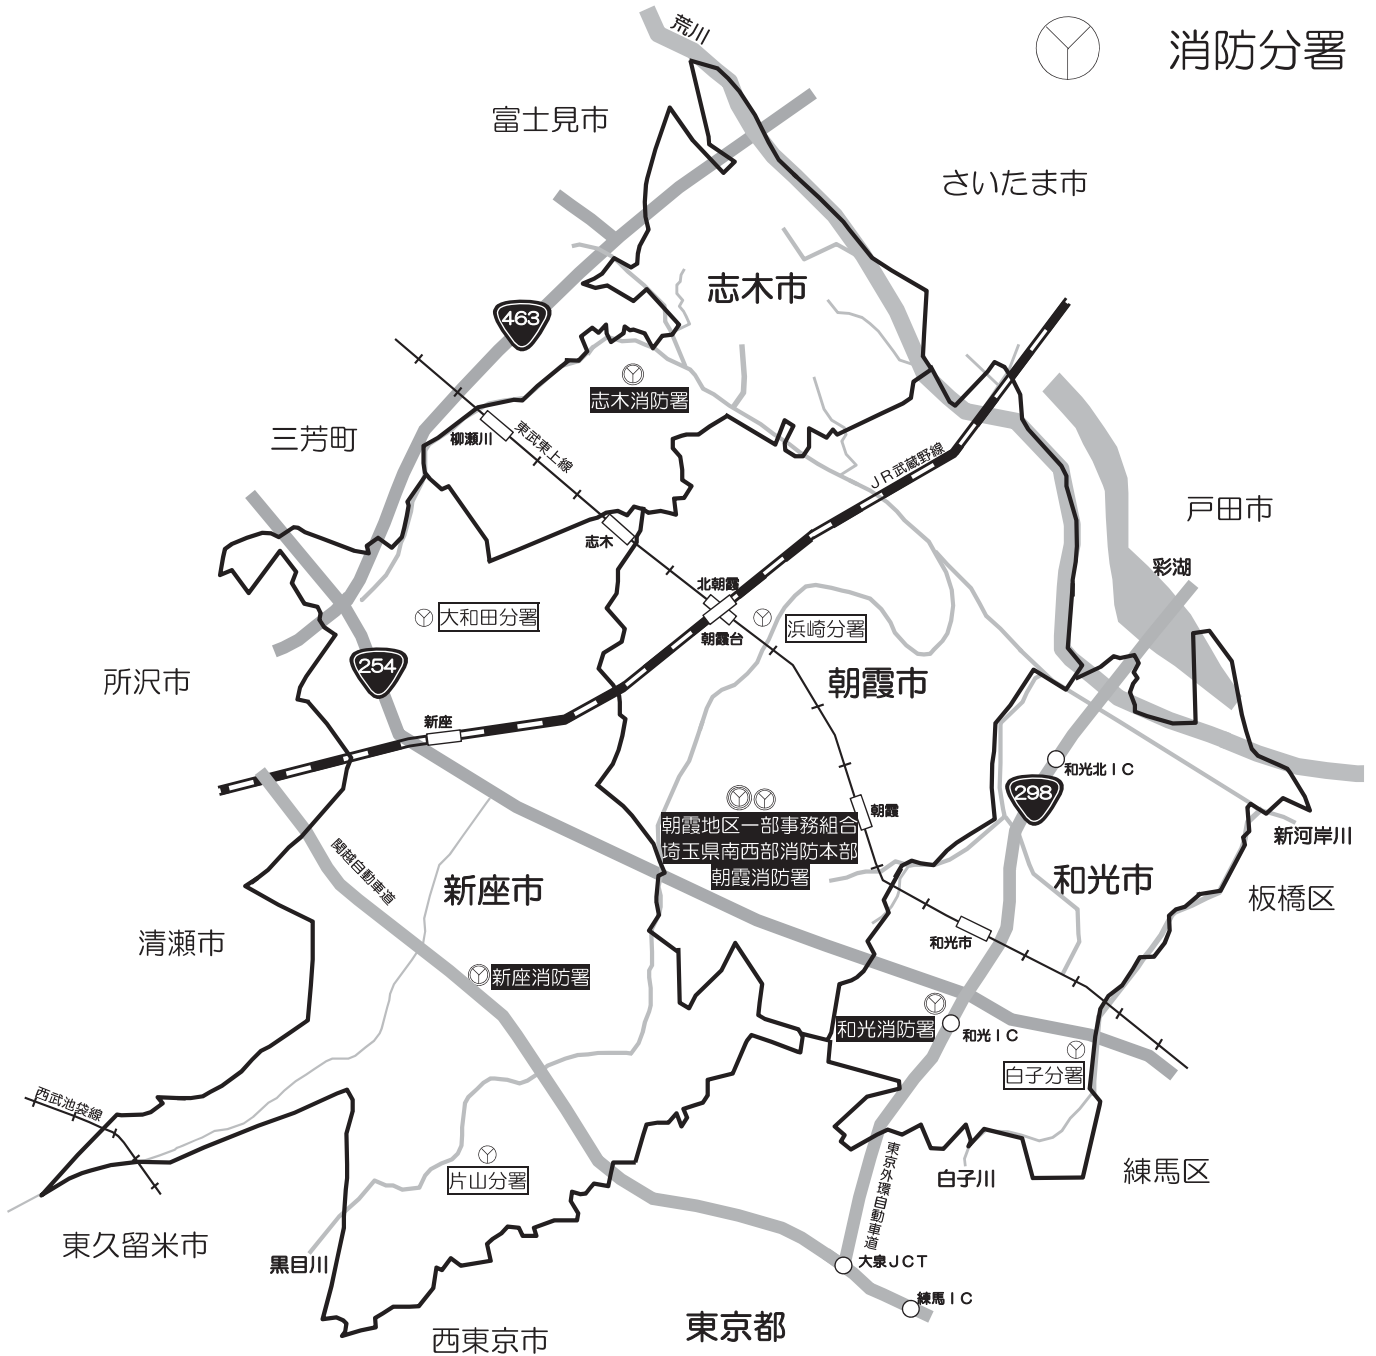 荒川
消防分署
富士見市
さいたま市
志木市
463
志木消防署
三芳町
柳瀬川
東武東上線
JR武蔵野線
戸田市
志木
彩湖
北朝霞
朝霞台
大和田分署
浜崎分署
所沢市
254
朝霞市
新座
和光北IC
298
朝霞
朝霞地区一部事務組合
埼玉県南西部消防本部
朝霞消防署
新河岸川
関越自動車道
新座市
和光市
板橋区
清瀬市
和光市
新座消防署
和光消防署
和光IC
白子分署
西武池袋線
片山分署
東京外環自動車道
白子川
練馬区
東久留米市
黒目川
大泉JCT
練馬IC
西東京市
東京都